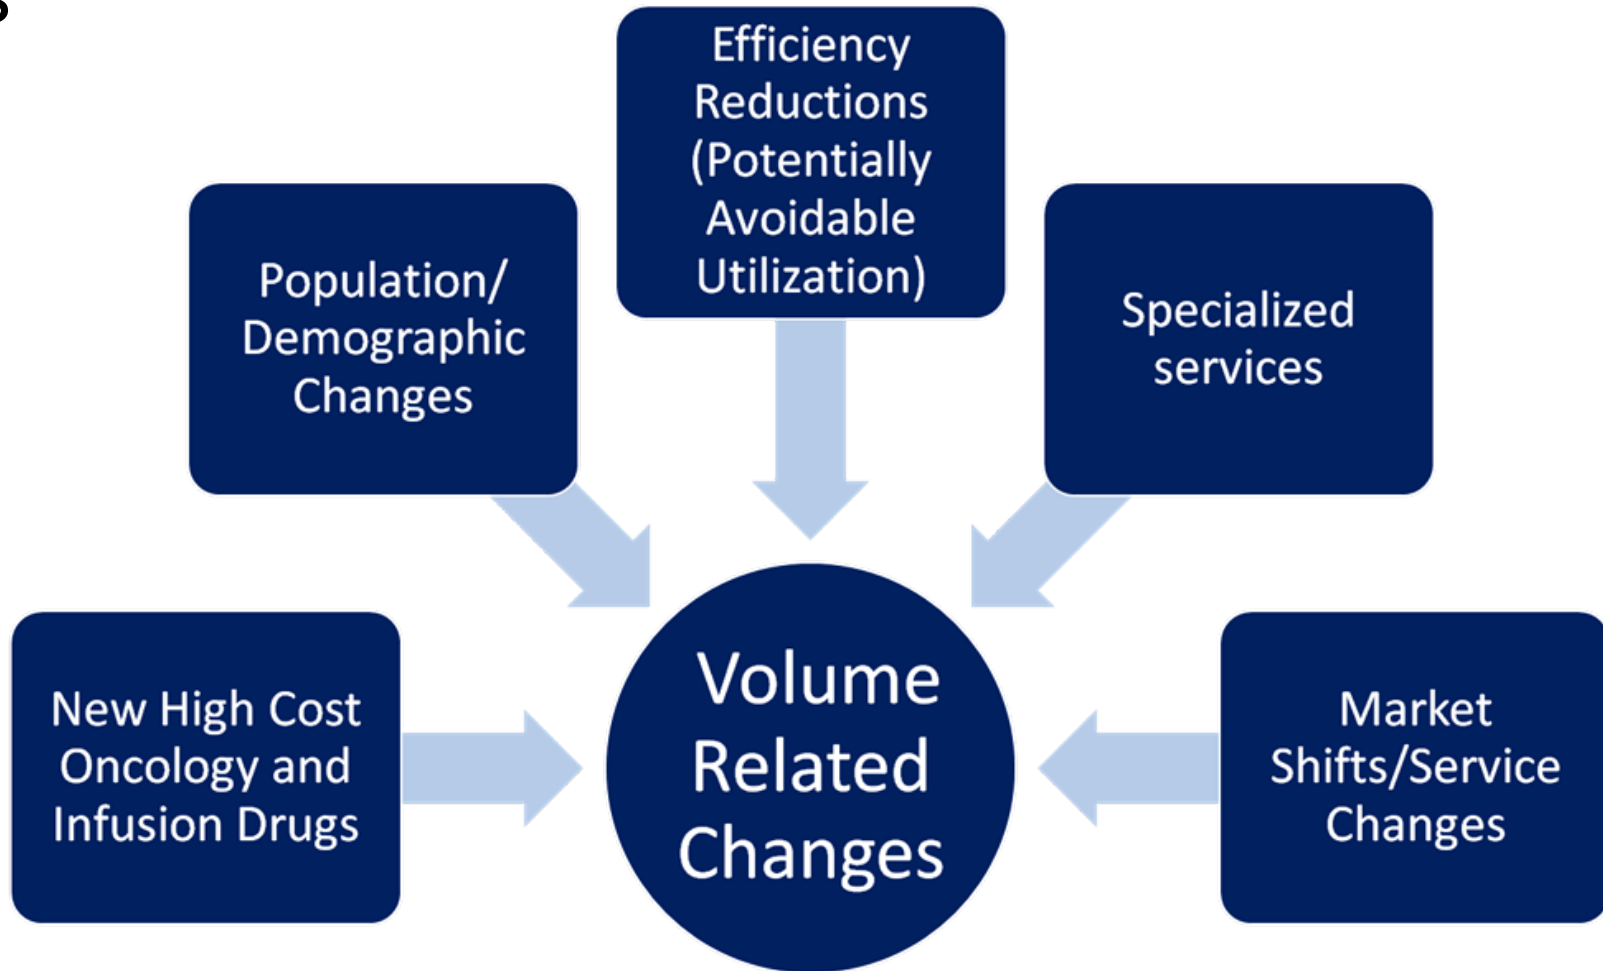 Efficiency
Reductions
(Potentially
Avoidable
Utilization)
Population/
Demographic
Changes
Specialized
services
New High Cost
Oncology and
Infusion Drugs
Volume
Related
Changes
Market
Shifts/Service
Changes